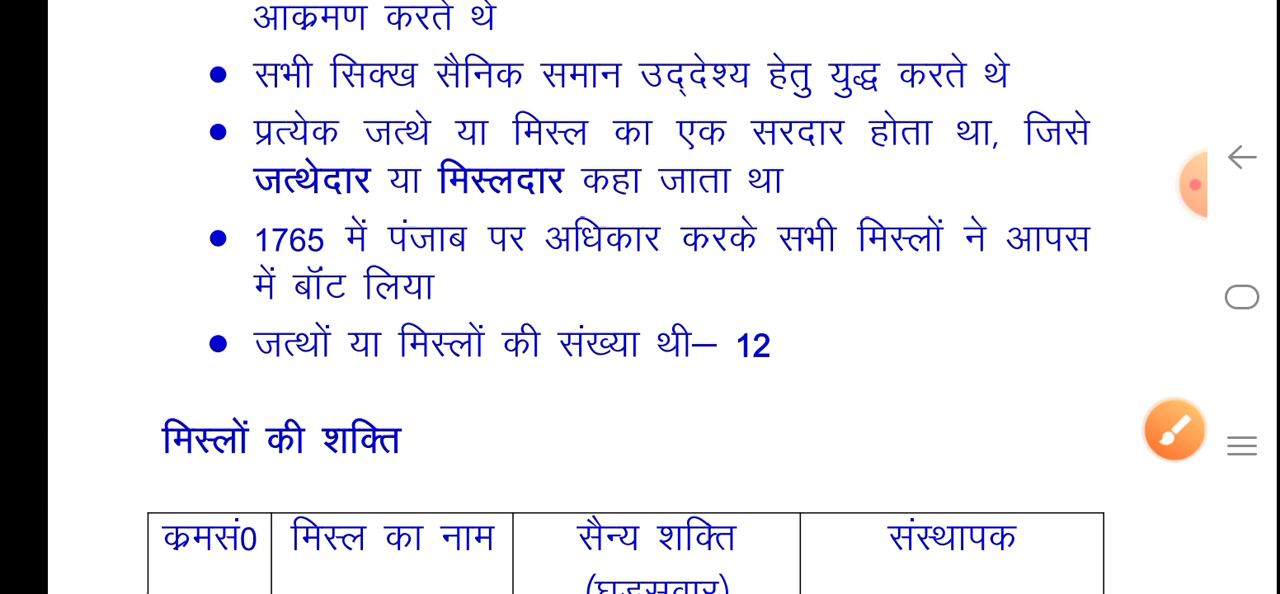 आक्रमण करते थे
● सभी सिक्ख सैनिक समान उद्देश्य हेतु युद्ध करते थे
● प्रत्येक जत्थे या मिस्ल का एक सरदार होता था, जिसे
जत्थेदार या मिस्लदार कहा जाता था
● 1765 में पंजाब पर अधिकार करके सभी मिस्लों ने आपस
में बॉट लिया
● जत्थों या मिस्लों की संख्या थी– 12
मिस्लों की शक्ति
क्रमसं0 मिस्ल का नाम सैन्य शक्ति संस्थापक
(घुड़सवार)